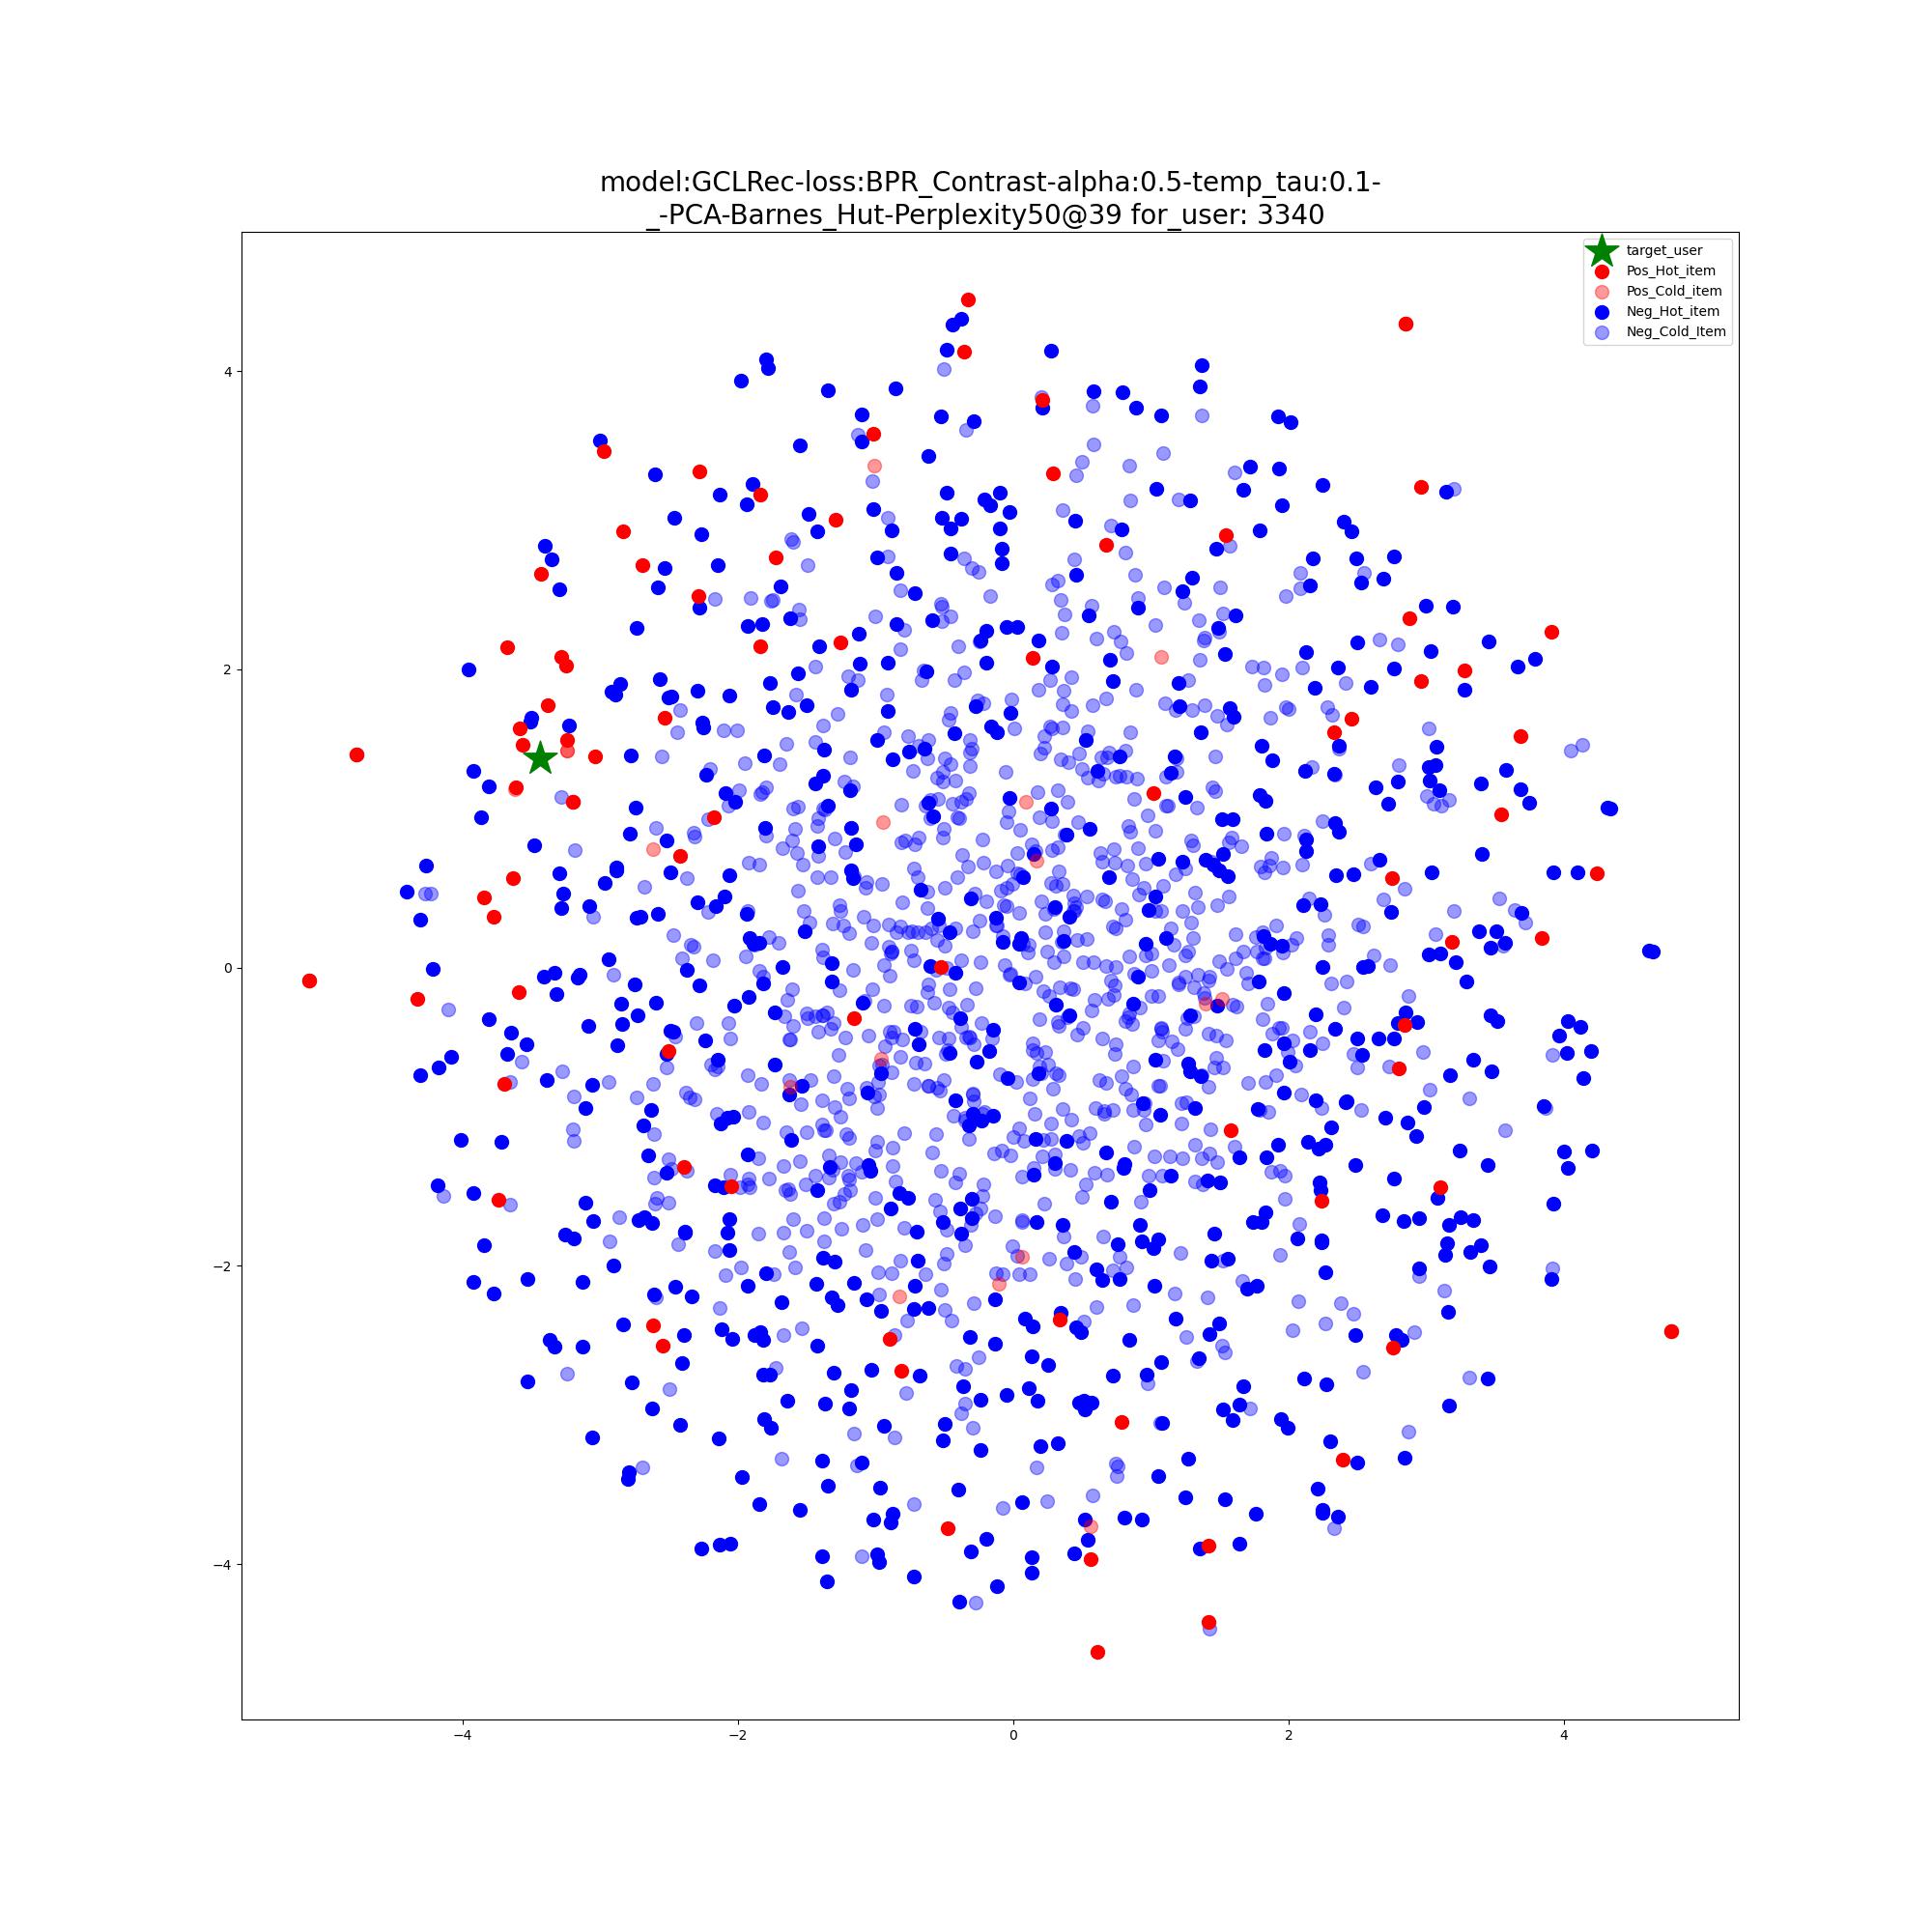 model:GCLRec-loss:BPR_Contrast-alpha:0.5-temp_tau:0.1-
_-PCA-Barnes_Hut-Perplexity50@39 for_user: 3340
target_user
Pos_Hot_item
Pos_Cold_item
Neg_Hot_item
Neg_Cold_Item
4
2
0
−2
−4
−4
−2
0
2
4